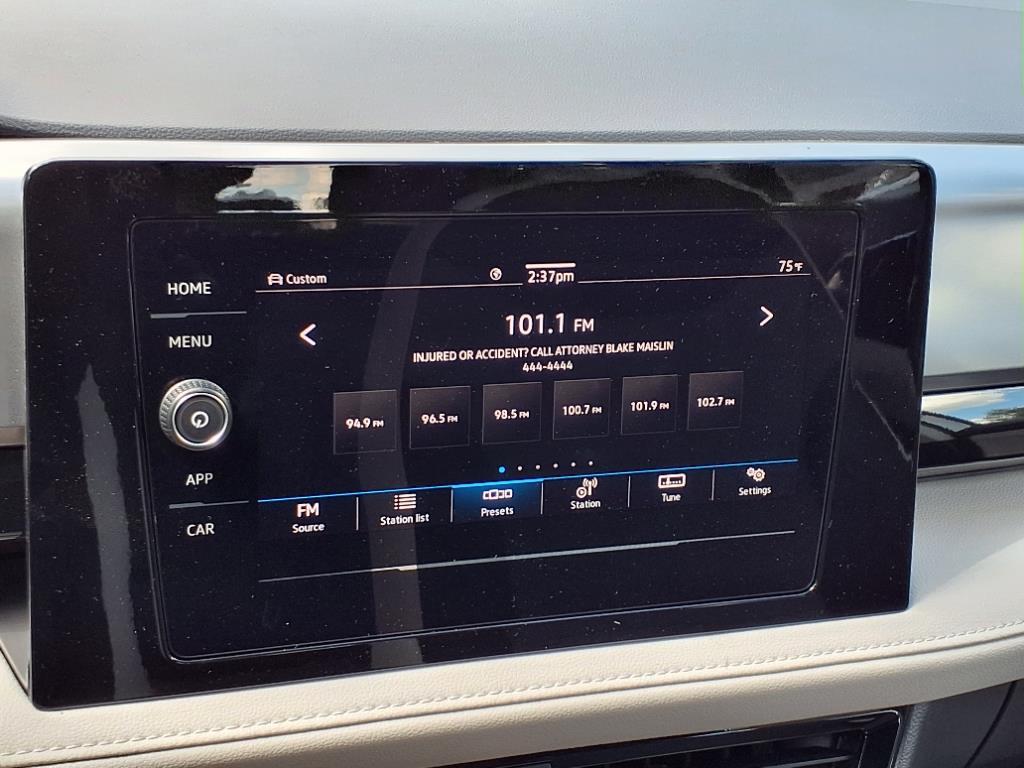 HOME
MENU
APP
CAR
Custom
2:37pm
75°F
101.1 FM
INJURED OR ACCIDENT? CALL ATTORNEY BLAKE MAISLIN
444-4444
94.9 FM
96.5 FM
98.5 FM
100.7 FM
101.9 FM
102.7 FM
FM
Source
Station list
Presets
Station
Tune
Settings